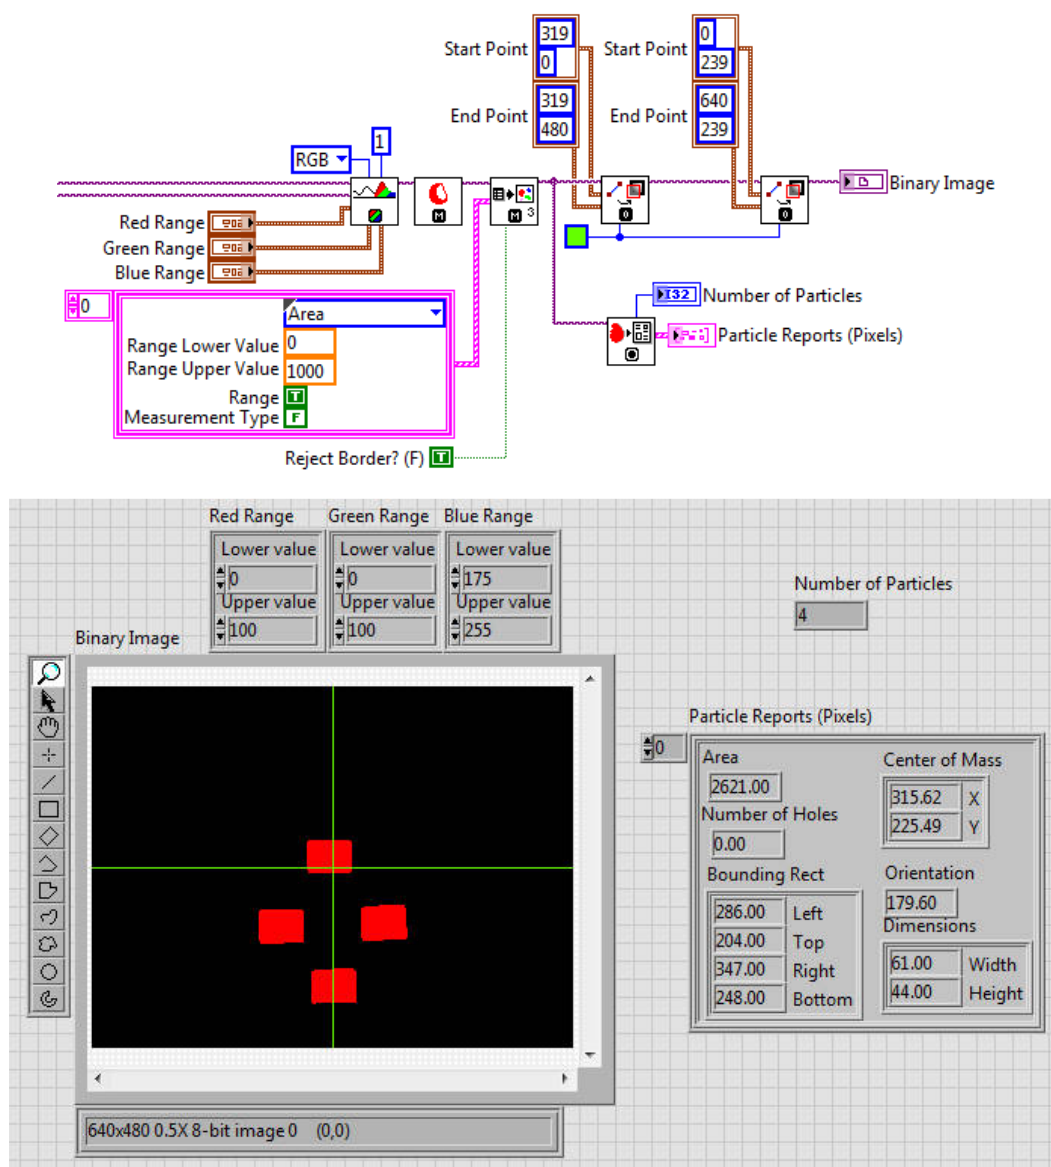 Start Point 319 0
Start Point 0 239
End Point 319 480
End Point 640 239
RGB 1
Binary Image
Red Range
Green Range
Blue Range
M
M 3
0
0
0
Area
Range Lower Value 0
Range Upper Value 1000
Range T
Measurement Type F
Reject Border? (F) T
I32 Number of Particles
Particle Reports (Pixels)
Red Range Green Range Blue Range
Lower value Lower value Lower value
0 0 175
Upper value Upper value Upper value
100 100 255
Number of Particles
4
Binary Image
Particle Reports (Pixels)
0
Area
2621.00
Number of Holes
0.00
Center of Mass
315.62 X
225.49 Y
Bounding Rect
286.00 Left
204.00 Top
347.00 Right
248.00 Bottom
Orientation
179.60
Dimensions
61.00 Width
44.00 Height
640x480 0.5X 8-bit image 0 (0,0)